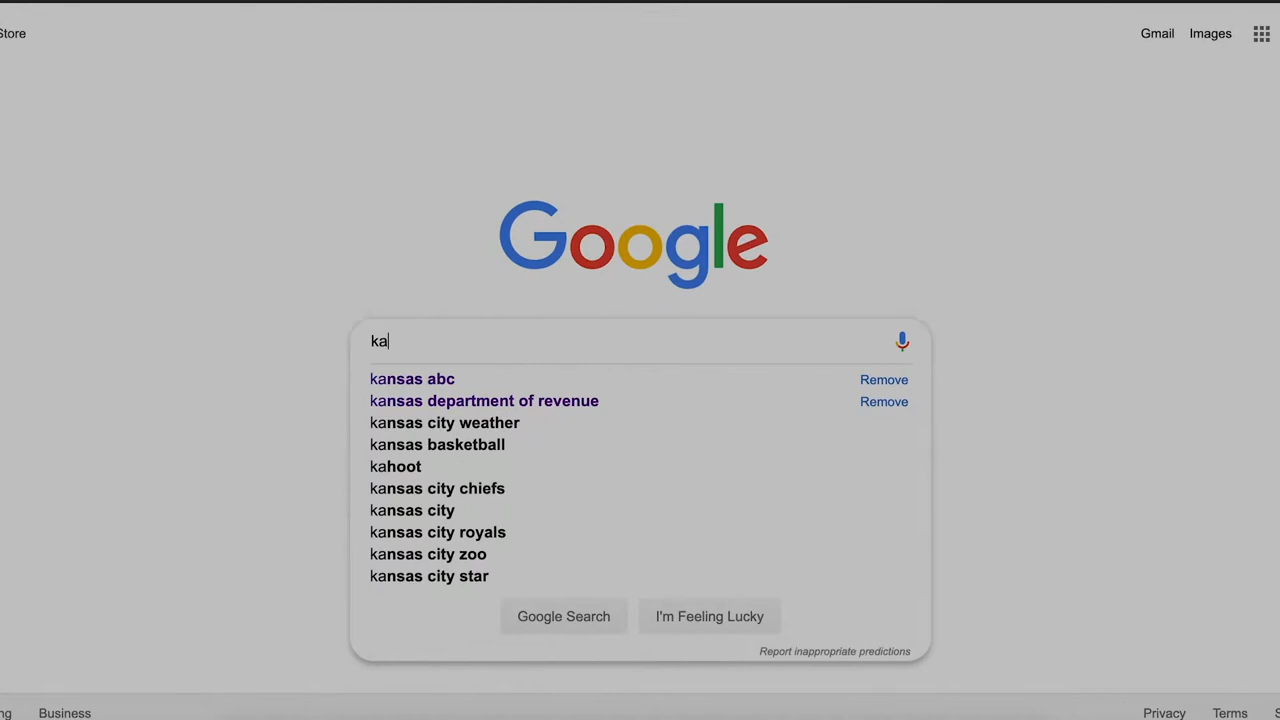 Store
Gmail Images
Google
ka
kansas abc Remove
kansas department of revenue Remove
kansas city weather
kansas basketball
kahoot
kansas city chiefs
kansas city
kansas city royals
kansas city zoo
kansas city star
Google Search I'm Feeling Lucky
Report inappropriate predictions
Business Privacy Terms